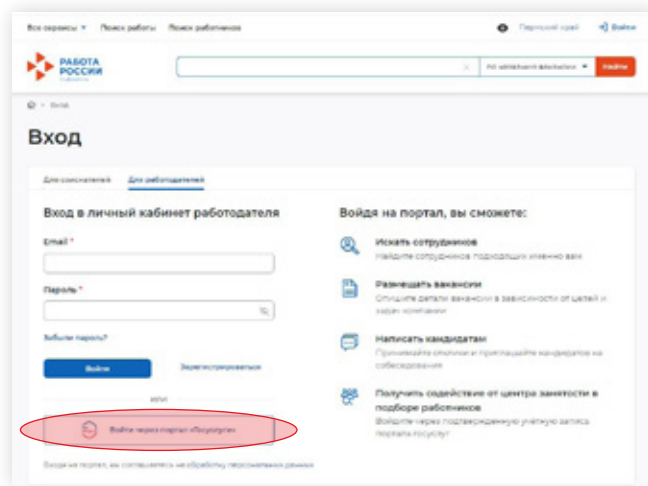 Все сервисы Поиск работы Поиск работников Пермский край Войти
РАБОТА
РОССИИ
Найти
Вход
Вход
Для соискателей Для работодателей
Вход в личный кабинет работодателя
Email *
Пароль *
Забыли пароль?
Войти Зарегистрироваться
или
Войти через портал «Госуслуги»
Входя на портал, вы соглашаетесь на обработку персональных данных
Войдя на портал, вы сможете:
Искать сотрудников
Найдите сотрудников подходящих именно вам
Размещать вакансии
Опишите детали вакансии в зависимости от целей и
задач компании
Написать кандидатам
Принимайте отклики и приглашайте кандидатов на
собеседования
Получить содействие от центра занятости в
подборе работников
Войдите через подтвержденную учётную запись
портала госуслуг